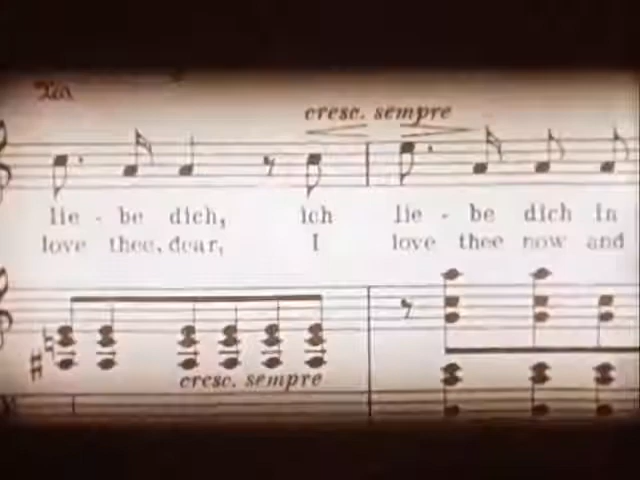 cresc. sempre
lie - be dich, ich lie - be dich in
love thee, dear, I love thee now and
cresc. sempre